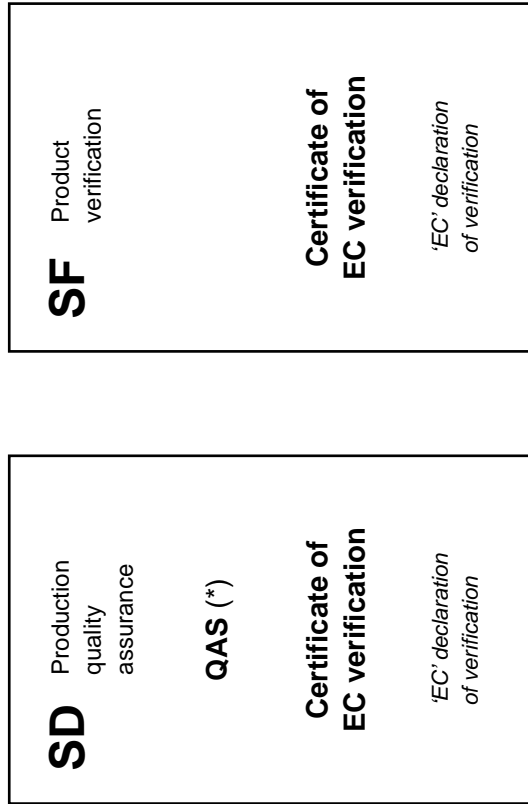 SD Production
quality
assurance
QAS (*)
Certificate of
EC verification
'EC' declaration
of verification
SF Product
verification
Certificate of
EC verification
'EC' declaration
of verification